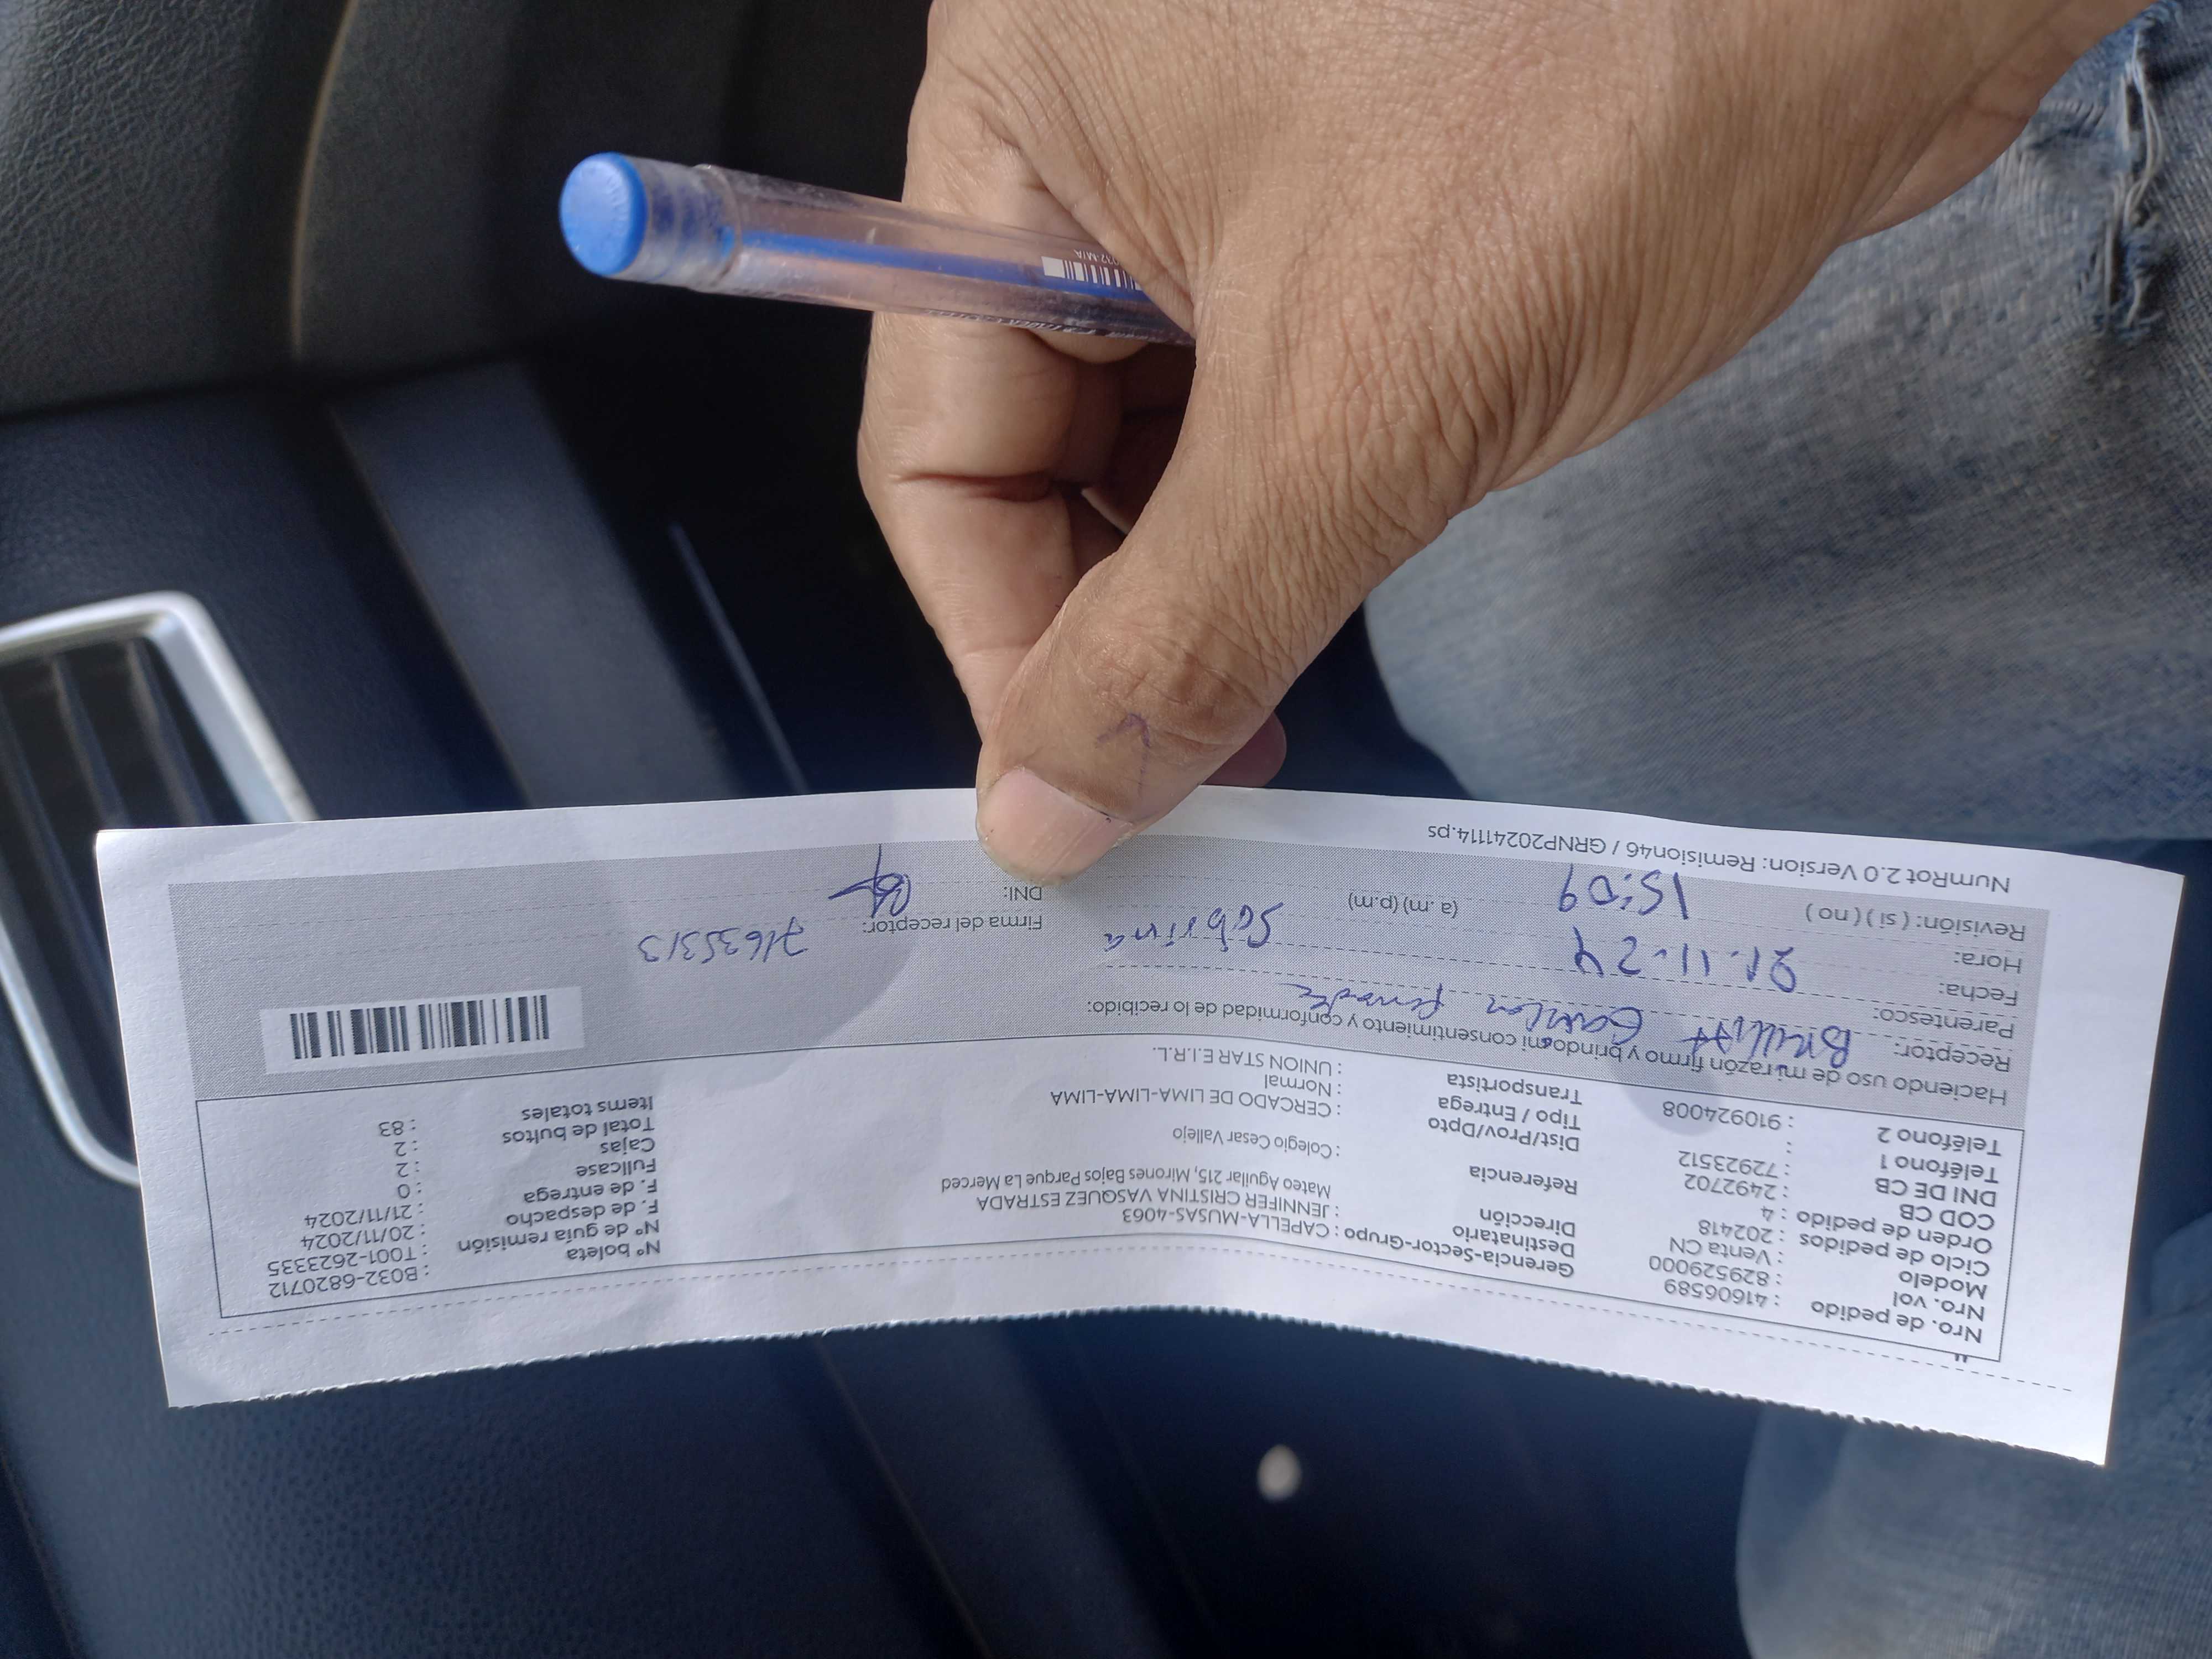 Nro. de pedido : 41606589
Nro. vol : 829529000
Modelo : Venta CN
Ciclo de pedidos : 202418
Orden de pedido : 4
COD CB : 2492702
DNI DE CB : 72923512
Teléfono 1 :
Teléfono 2 : 910924008
Gerencia-Sector-Grupo : CAPELLA-MUSAS-4063
Destinatario : JENNIFER CRISTINA VASQUEZ ESTRADA
Dirección Mateo Aguilar 215, Mirones Bajos Parque La Merced
Referencia : Colegio Cesar Vallejo
Dist/Prov/Dpto : CERCADO DE LIMA-LIMA-LIMA
Tipo / Entrega : Normal
Transportista : UNION STAR E.I.R.L.
N° boleta : B032-6820712
N° de guía remisión : T001-2623335
F. de despacho : 20/11/2024
F. de entrega : 21/11/2024
Fullcase : 0
Cajas : 2
Total de bultos : 2
Items totales : 83
Haciendo uso de mi razón firmo y brindo mi consentimiento y conformidad de lo recibido:
Receptor:
Parentesco: Sabrina
Fecha: 21-11-24
Hora: 15:09 (a.m) (p.m)
Revisión: ( si ) ( no )
Firma del receptor:
DNI: 71635313
NumRot 2.0 Version: Remision46 / GRNP20241114.ps